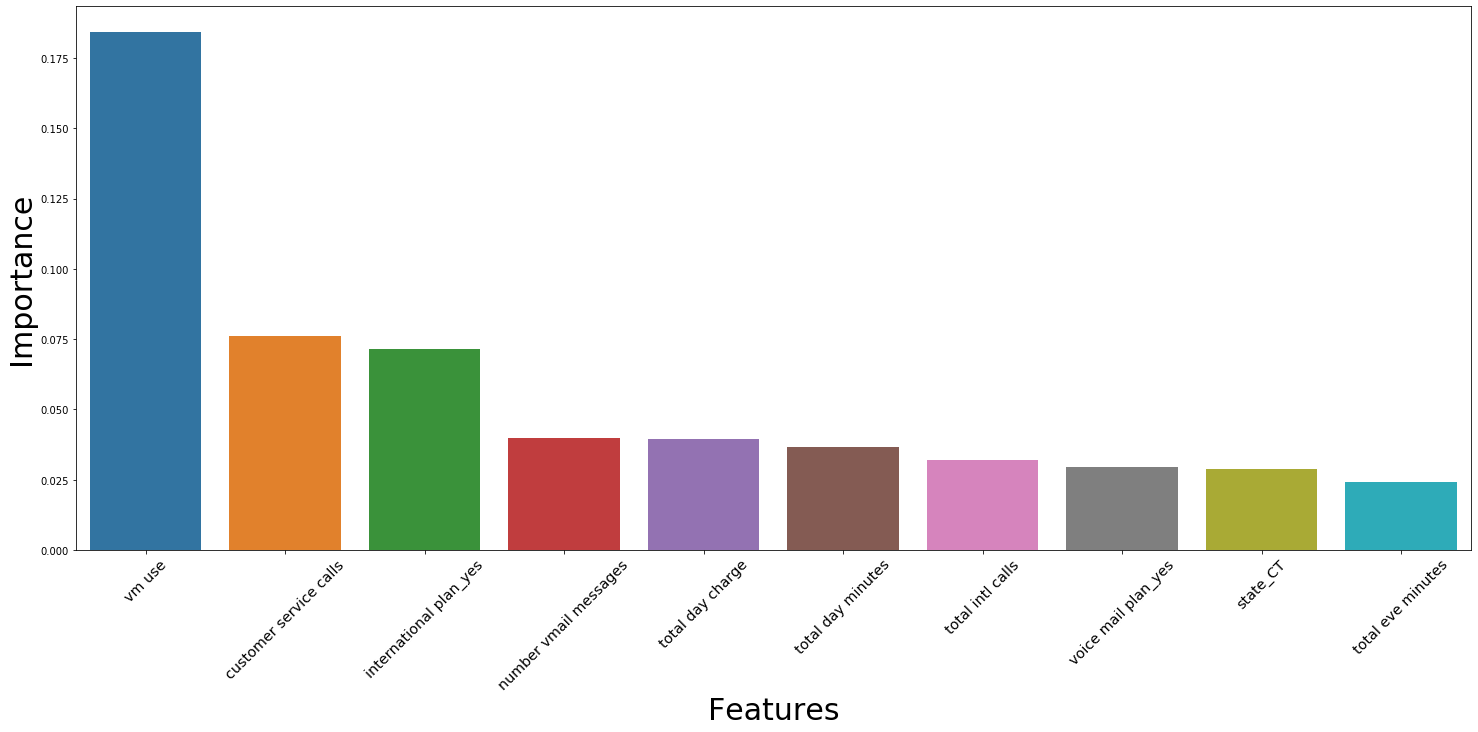 Importance
0.175
0.150
0.125
0.100
0.075
0.050
0.025
0.000
vm use
customer service calls
international plan_yes
number vmail messages
total day charge
total day minutes
total intl calls
voice mail plan_yes
state_CT
total eve minutes
Features